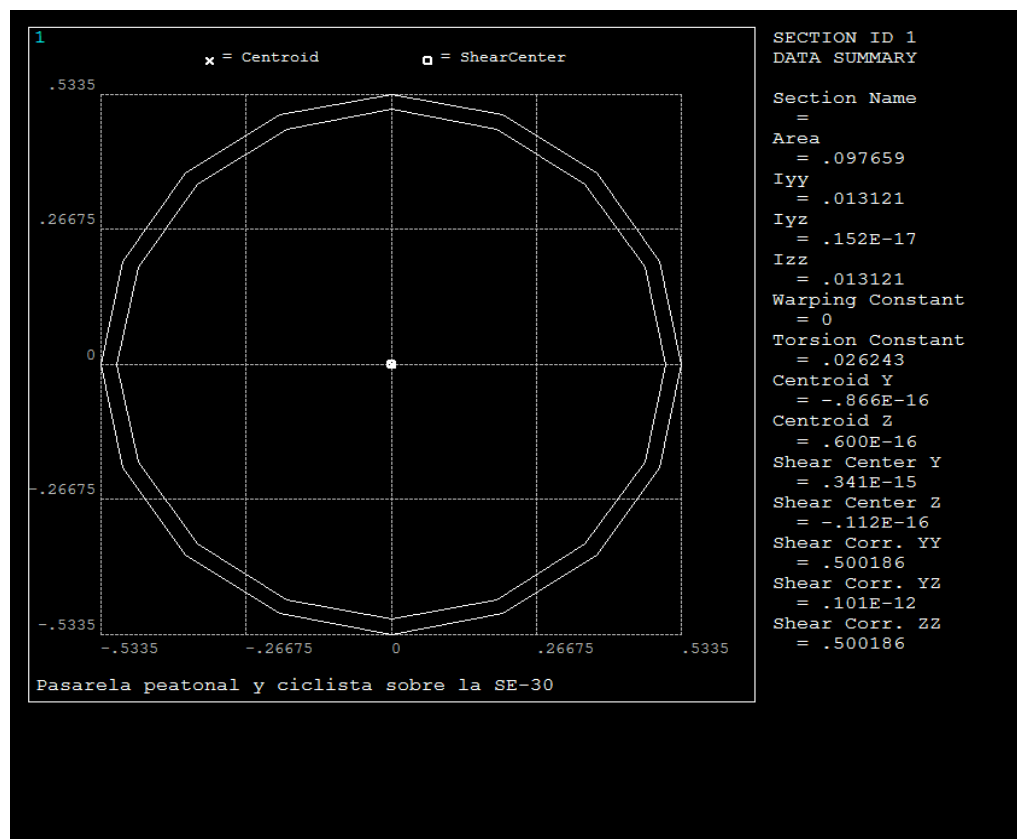 1
× = Centroid
= ShearCenter
.5335
.26675
0
-.26675
-.5335
-.5335
-.26675
0
.26675
.5335
Pasarela peatonal y ciclista sobre la SE-30
SECTION ID 1
DATA SUMMARY
Section Name
=
Area
= .097659
Iyy
= .013121
Iyz
= .152E-17
Izz
= .013121
Warping Constant
= 0
Torsion Constant
= .026243
Centroid Y
= -.866E-16
Centroid Z
= .600E-16
Shear Center Y
= .341E-15
Shear Center Z
= -.112E-16
Shear Corr. YY
= .500186
Shear Corr. YZ
= .101E-12
Shear Corr. ZZ
= .500186